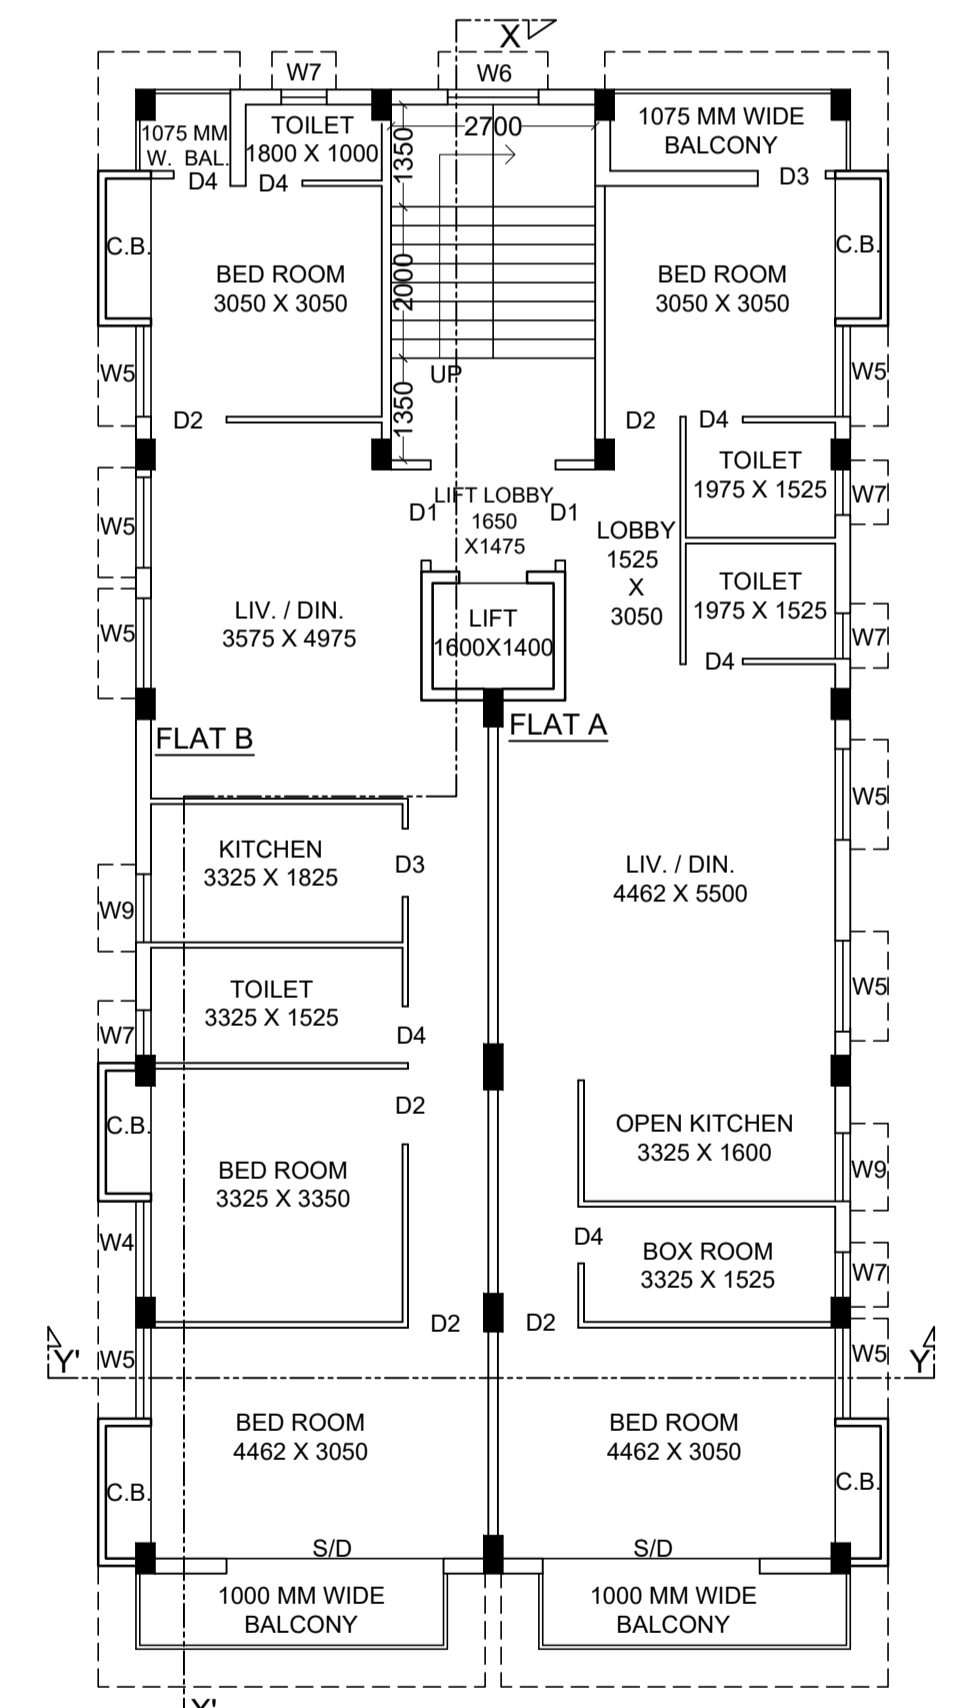 X
W7
W6
1075 MM
W. BAL.
TOILET
1800 X 1000
1350
2700
1075 MM WIDE
BALCONY
D4
D4
D3
C.B.
BED ROOM
3050 X 3050
2000
BED ROOM
3050 X 3050
C.B.
W5
UP
W5
D2
1350
D2
D4
TOILET
1975 X 1525
W7
W5
D1
LIFT LOBBY
1650
X1475
D1
LOBBY
1525
X
3050
TOILET
1975 X 1525
W5
LIV. / DIN.
3575 X 4975
LIFT
1600X1400
W7
D4
FLAT B
FLAT A
W5
KITCHEN
3325 X 1825
D3
LIV. / DIN.
4462 X 5500
W9
TOILET
3325 X 1525
W5
W7
D4
C.B.
D2
OPEN KITCHEN
3325 X 1600
BED ROOM
3325 X 3350
W9
W4
D4
BOX ROOM
3325 X 1525
W7
D2
D2
Y'
W5
W5
Y
BED ROOM
4462 X 3050
BED ROOM
4462 X 3050
C.B.
C.B.
S/D
S/D
1000 MM WIDE
BALCONY
1000 MM WIDE
BALCONY
X'